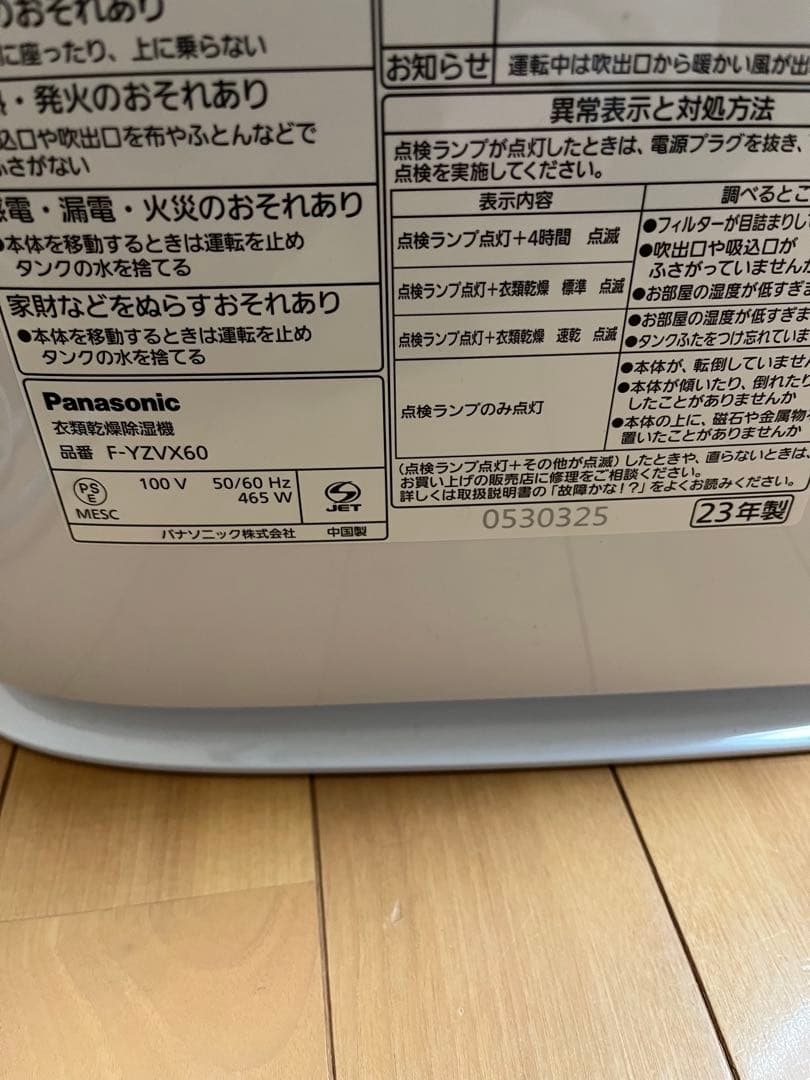 のおそれあり
に座ったり、上に乗らない
・発火のおそれあり
込口や吹出口を布やふとんなどで
ふさがない
感電・漏電・火災のおそれあり
●本体を移動するときは運転を止め
タンクの水を捨てる
家財などをぬらすおそれあり
●本体を移動するときは運転を止め
タンクの水を捨てる
Panasonic
衣類乾燥除湿機
品番 F-YZVX60
PS
E
MESC
100 V 50/60 Hz
465 W
JET
パナソニック株式会社 中国製
お知らせ 運転中は吹出口から暖かい風が出
異常表示と対処方法
点検ランプが点灯したときは、電源プラグを抜き、
点検を実施してください。
表示内容 調べるとこ
点検ランプ点灯+4時間 点滅
●フィルターが目詰まりして
●吹出口や吸込口が
ふさがっていません
●お部屋の温度が低すぎま
点検ランプ点灯+衣類乾燥 標準 点滅
●お部屋の湿度が低すぎま
●タンクふたをつけ忘れていま
点検ランプ点灯+衣類乾燥 速乾 点滅
●本体が、転倒していませ
●本体が傾いたり、倒れたり
したことがありませんか
●本体の上に、磁石や金属物
置いたことがありませんか
点検ランプのみ点灯
(点検ランプ点灯+その他が点滅)したときや、直らないときは、
お買い上げの販売店に修理をご相談ください。
詳しくは取扱説明書の「故障かな!?」をよくお読みください。
0530325 23年製